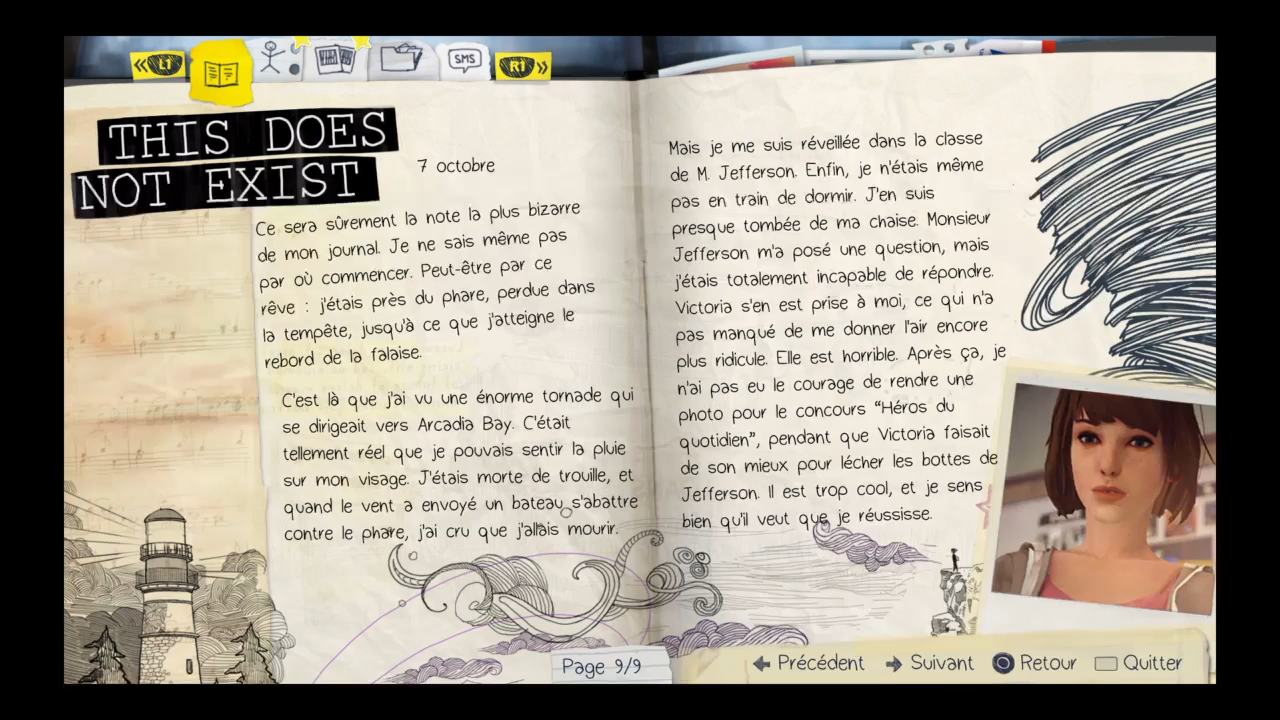 L1
SMS
R1
THIS DOES
NOT EXIST
7 octobre
Ce sera sûrement la note la plus bizarre
de mon journal. Je ne sais même pas
par où commencer. Peut-être par ce
rêve : j'étais près du phare, perdue dans
la tempête, jusqu'à ce que j'atteigne le
rebord de la falaise.
C'est là que j'ai vu une énorme tornade qui
se dirigeait vers Arcadia Bay. C'était
tellement réel que je pouvais sentir la pluie
sur mon visage. J'étais morte de trouille, et
quand le vent a envoyé un bateau s'abattre
contre le phare, j'ai cru que j'allais mourir.
Mais je me suis réveillée dans la classe
de M. Jefferson. Enfin, je n'étais même
pas en train de dormir. J'en suis
presque tombée de ma chaise. Monsieur
Jefferson m'a posé une question, mais
j'étais totalement incapable de répondre.
Victoria s'en est prise à moi, ce qui n'a
pas manqué de me donner l'air encore
plus ridicule. Elle est horrible. Après ça, je
n'ai pas eu le courage de rendre une
photo pour le concours “Héros du
quotidien”, pendant que Victoria faisait
de son mieux pour lécher les bottes de
Jefferson. Il est trop cool, et je sens
bien qu'il veut que je réussisse.
Page 9/9
Précédent Suivant Retour Quitter